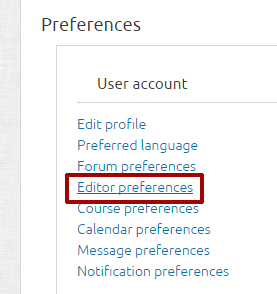 Preferences
User account
Edit profile
Preferred language
Forum preferences
Editor preferences
Course preferences
Calendar preferences
Message preferences
Notification preferences